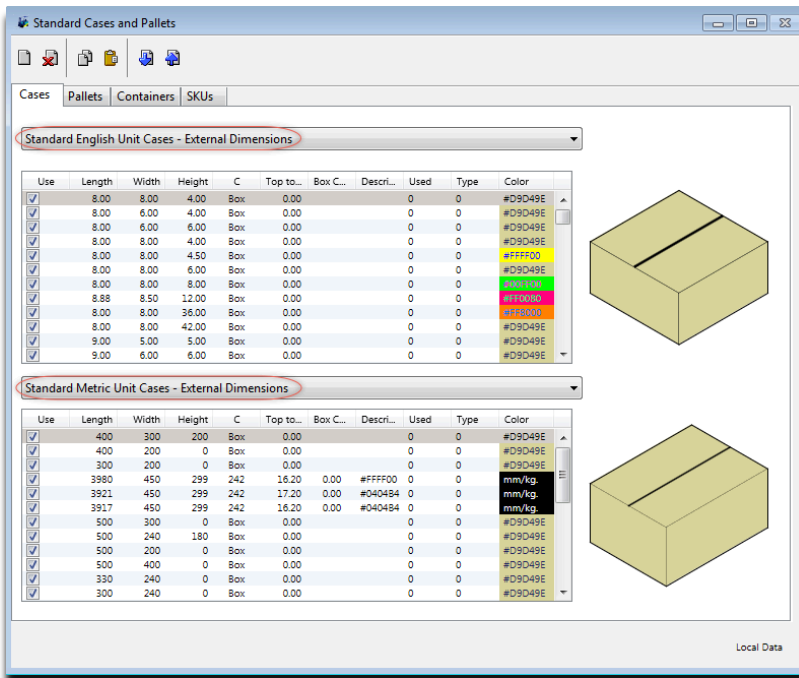 Standard Cases and Pallets
Cases Pallets Containers SKUs
Standard English Unit Cases - External Dimensions
Use Length Width Height C Top to... Box C... Descri... Used Type Color
8.00 8.00 4.00 Box 0.00 0 0 #D9D49E
8.00 6.00 4.00 Box 0.00 0 0 #D9D49E
8.00 6.00 6.00 Box 0.00 0 0 #D9D49E
8.00 8.00 4.00 Box 0.00 0 0 #D9D49E
8.00 8.00 4.50 Box 0.00 0 0 #FFFF00
8.00 8.00 6.00 Box 0.00 0 0 #D9D49E
8.00 8.00 8.00 Box 0.00 0 0
8.88 8.50 12.00 Box 0.00 0 0 #FF0080
8.00 8.00 36.00 Box 0.00 0 0 #FF8000
8.00 8.00 42.00 Box 0.00 0 0 #D9D49E
9.00 5.00 5.00 Box 0.00 0 0 #D9D49E
9.00 6.00 6.00 Box 0.00 0 0 #D9D49E
Standard Metric Unit Cases - External Dimensions
Use Length Width Height C Top to... Box C... Descri... Used Type Color
400 300 200 Box 0.00 0 0 #D9D49E
400 200 0 Box 0.00 0 0 #D9D49E
300 200 0 Box 0.00 0 0 #D9D49E
3980 450 299 242 16.20 0.00 #FFFF00 0 0 mm/kg.
3921 450 299 242 17.20 0.00 #0404B4 0 0 mm/kg.
3917 450 299 242 16.20 0.00 #0404B4 0 0 mm/kg.
500 300 0 Box 0.00 0 0 #D9D49E
500 240 180 Box 0.00 0 0 #D9D49E
500 200 0 Box 0.00 0 0 #D9D49E
500 400 0 Box 0.00 0 0 #D9D49E
330 240 0 Box 0.00 0 0 #D9D49E
300 240 0 Box 0.00 0 0 #D9D49E
Local Data